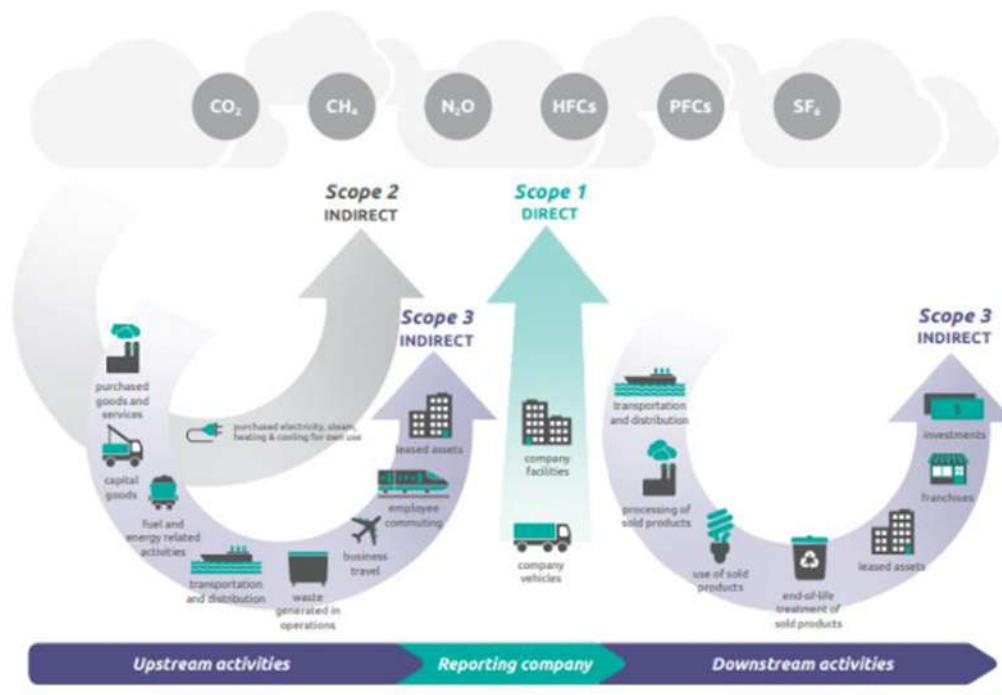 CO₂
CH₄
N₂O
HFCs
PFCs
SF₆
Scope 2
INDIRECT
Scope 1
DIRECT
Scope 3
INDIRECT
Scope 3
INDIRECT
purchased
goods and
services
capital
goods
fuel and
energy related
activities
purchased electricity, steam,
heating & cooling for own use
transportation
and distribution
waste
generated in
operations
business
travel
employee
commuting
leased assets
company
facilities
company
vehicles
transportation
and distribution
processing of
sold products
use of sold
products
end-of-life
treatment of
sold products
leased assets
franchises
investments
$
Upstream activities
Reporting company
Downstream activities